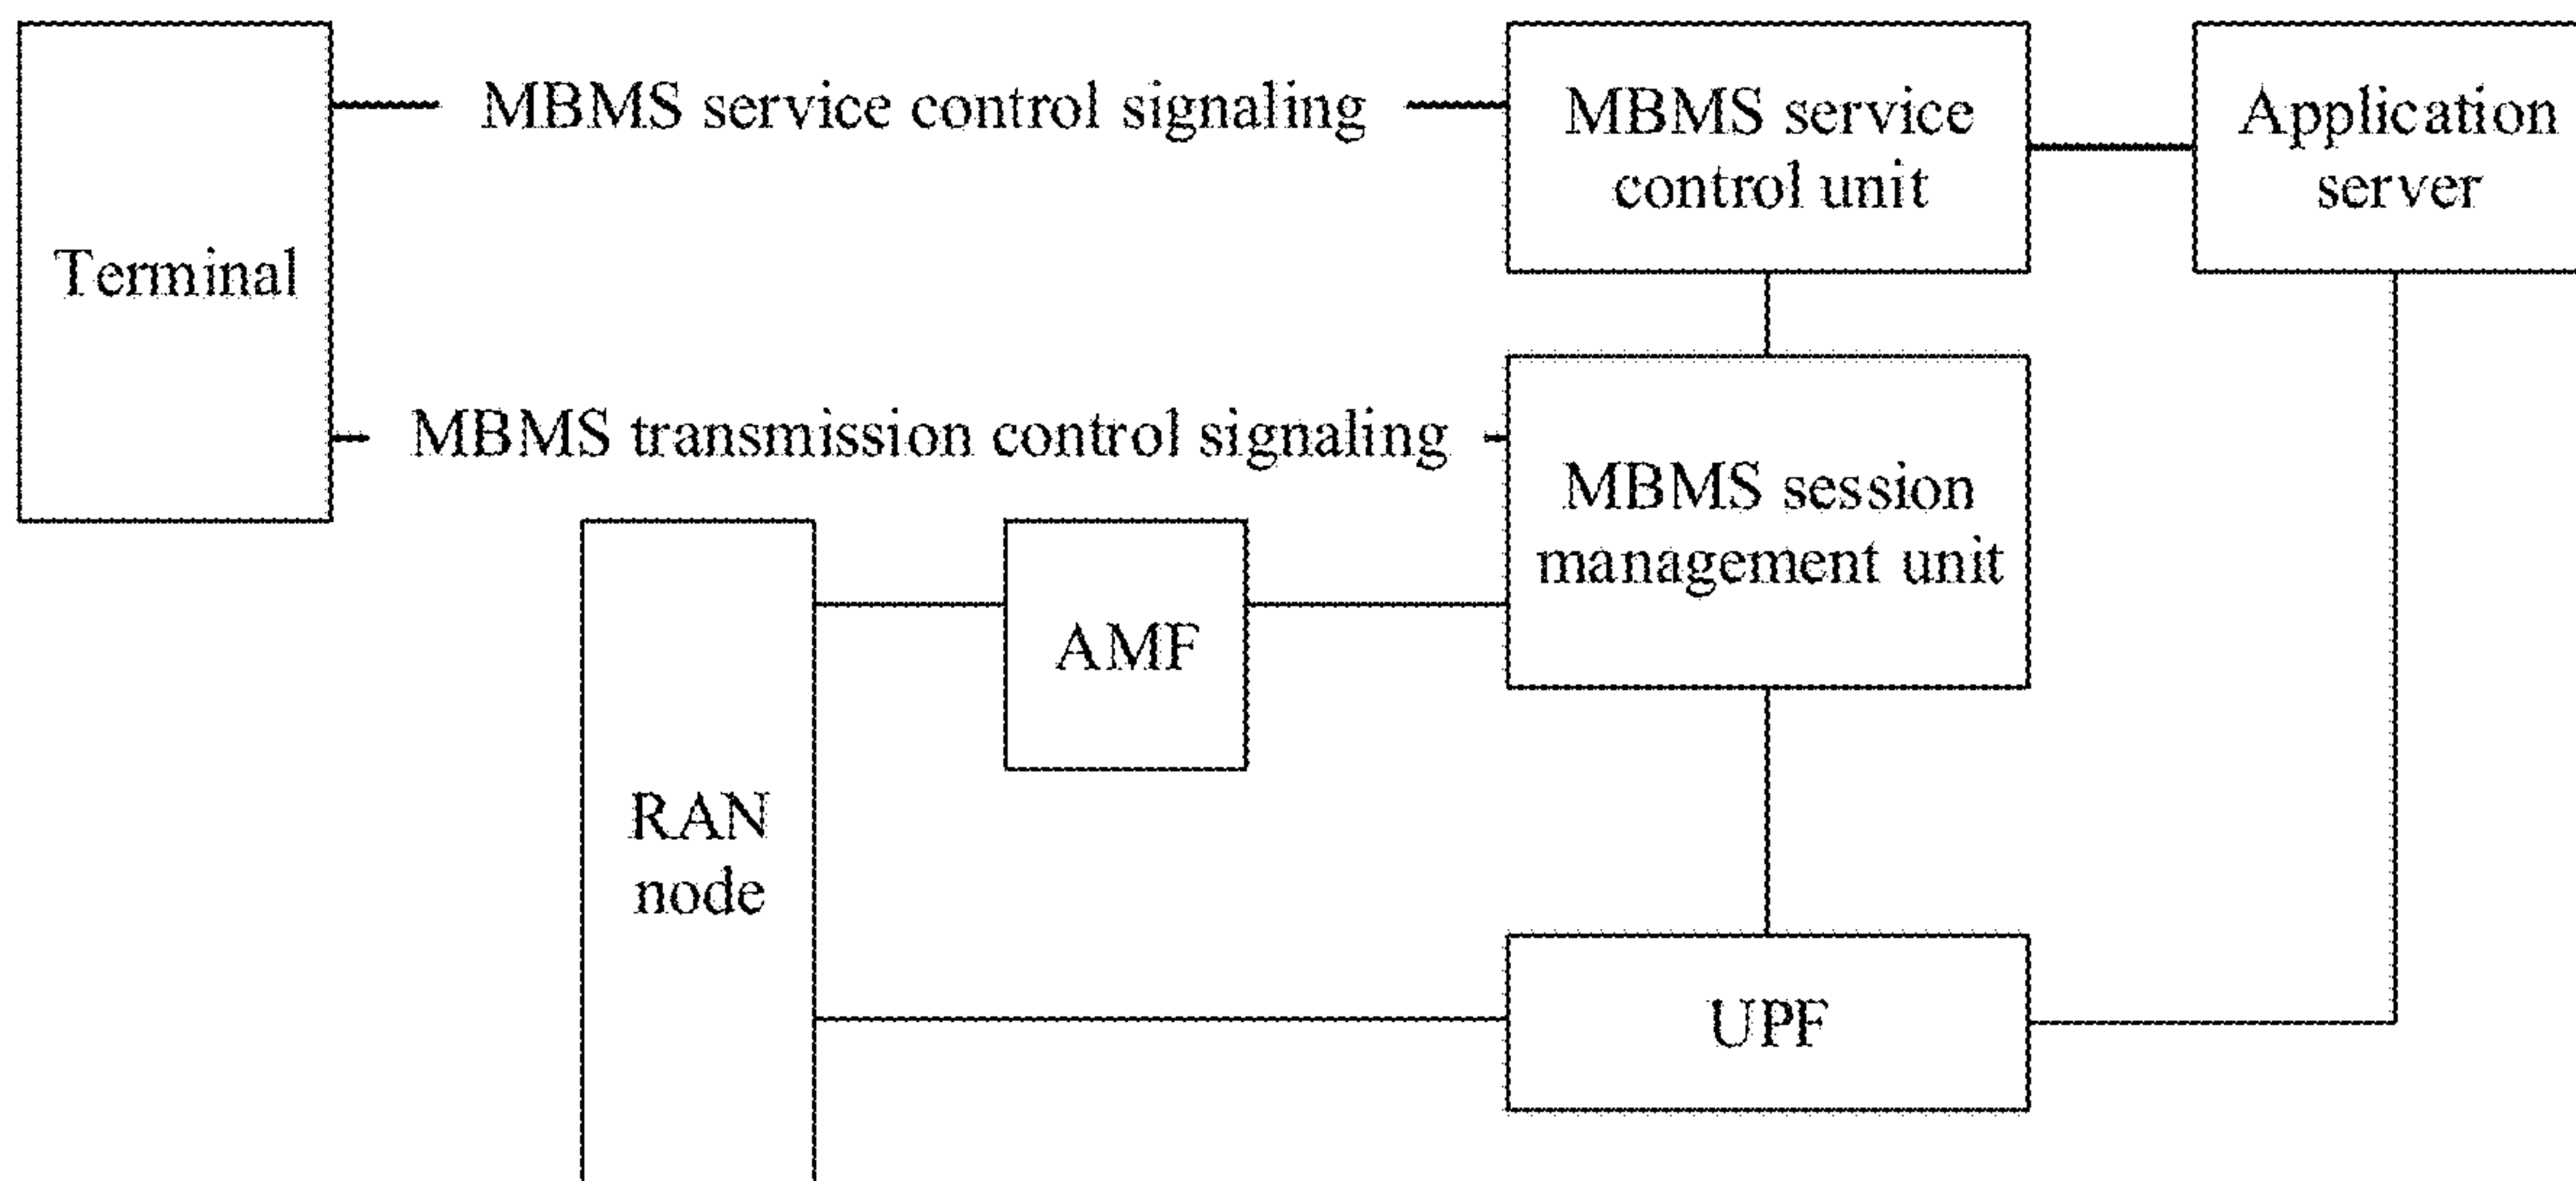 MBMS service control signaling
MBMS service
control unit
Application
server
Terminal
MBMS transmission control signaling
MBMS session
management unit
AMF
RAN
node
UPF